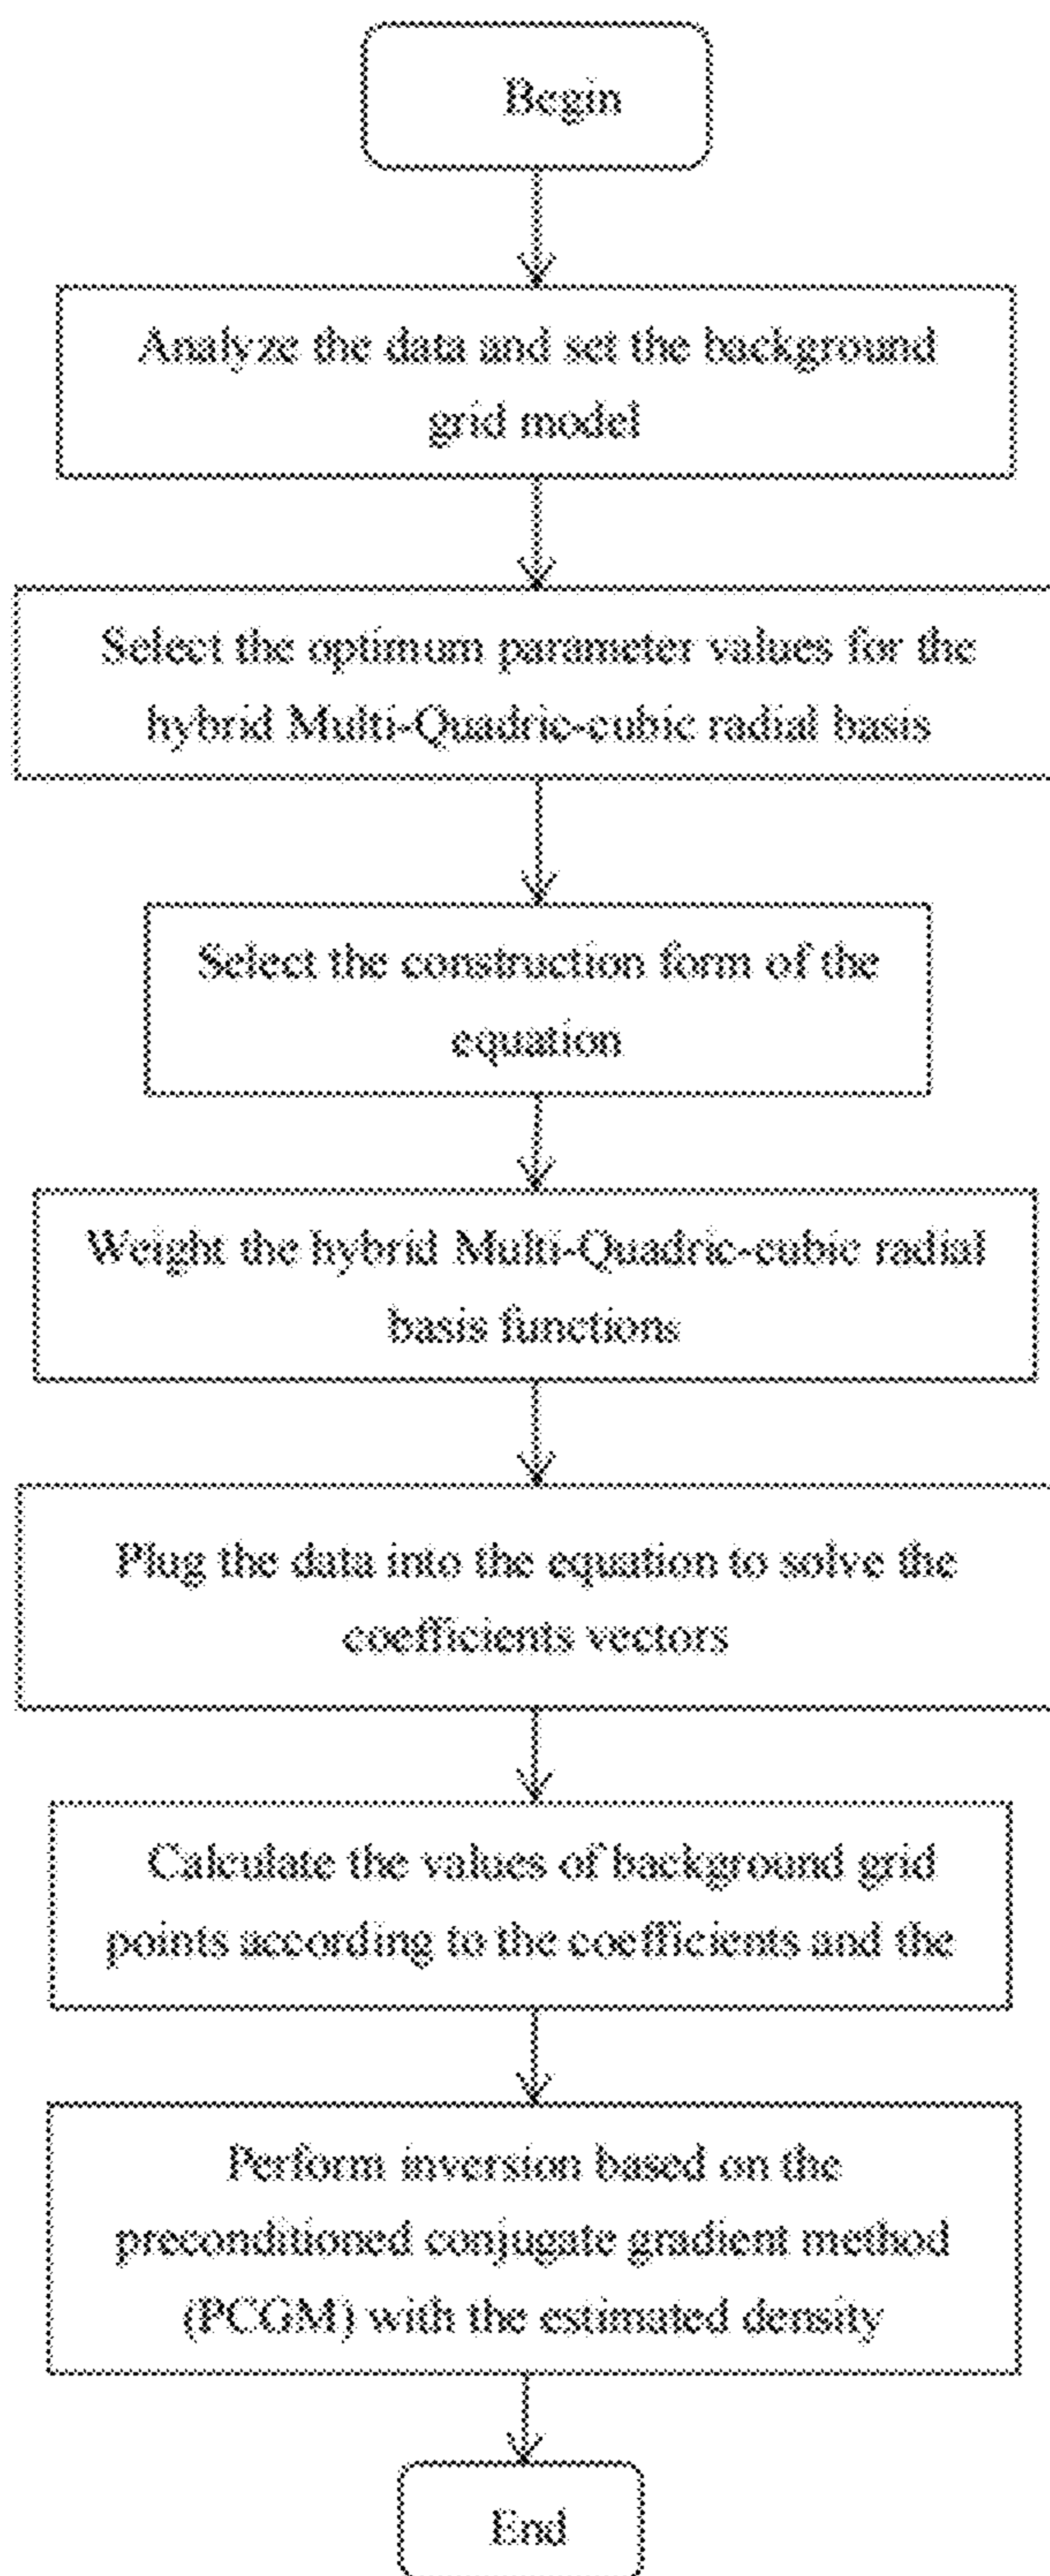 Begin
Analyze the data and set the background
grid model
Select the optimum parameter values for the
hybrid Multi-Quadric-cubic radial basis
Select the construction form of the
equation
Weight the hybrid Multi-Quadric-cubic radial
basis functions
Plug the data into the equation to solve the
coefficients vectors
Calculate the values of background grid
points according to the coefficients and the
Perform inversion based on the
preconditioned conjugate gradient method
(PCGM) with the estimated density
End